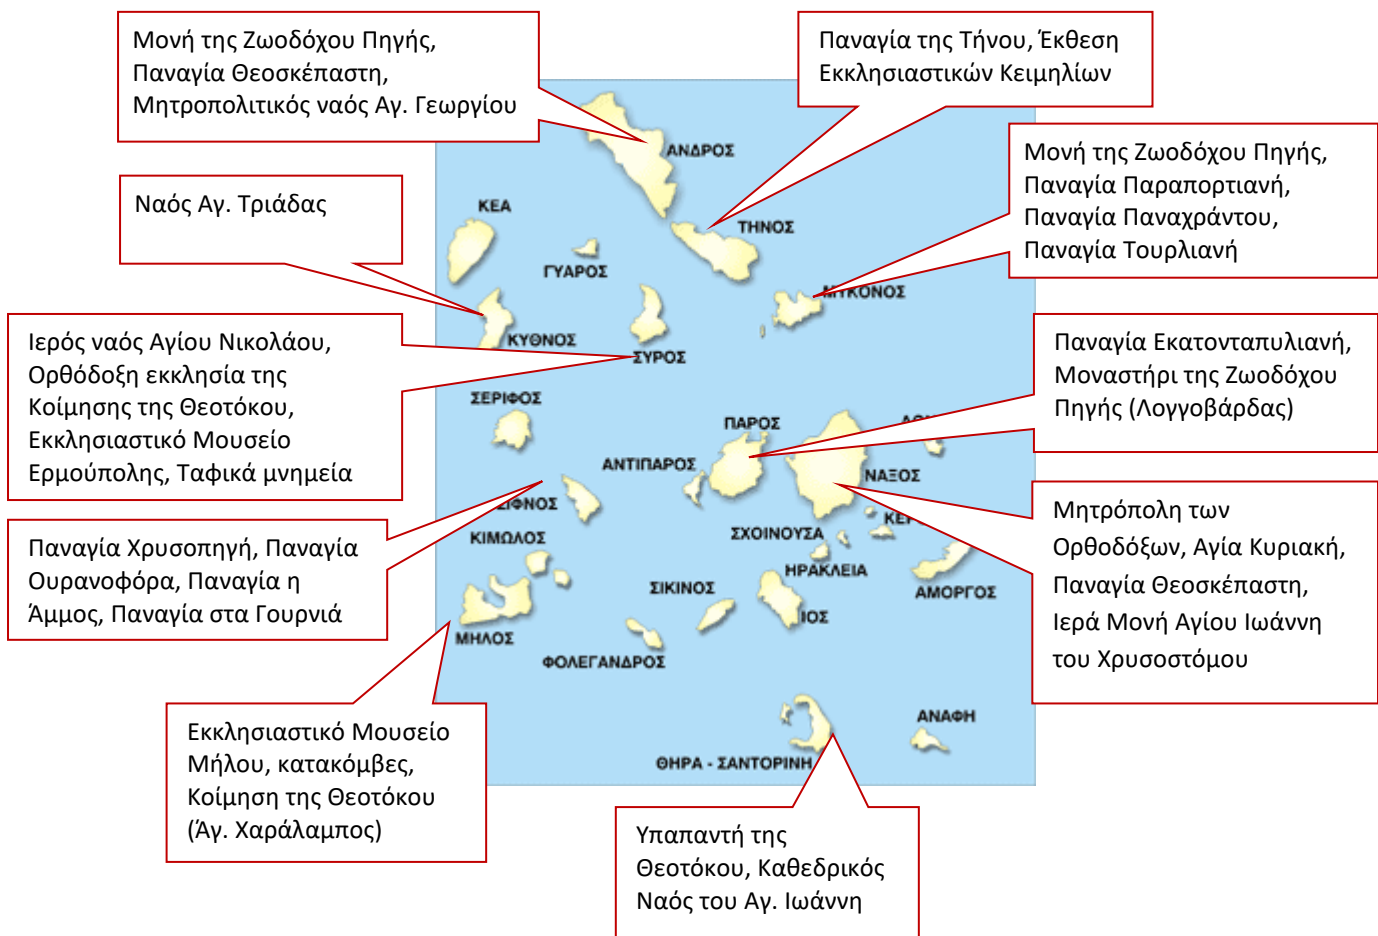 Μονή της Ζωοδόχου Πηγής,
Παναγία Θεοσκέπαστη,
Μητροπολιτικός ναός Αγ. Γεωργίου
Παναγία της Τήνου, Έκθεση
Εκκλησιαστικών Κειμηλίων
ΑΝΔΡΟΣ
Μονή της Ζωοδόχου Πηγής,
Παναγία Παραπορτιανή,
Παναγία Παναχράντου,
Παναγία Τουρλιανή
Ναός Αγ. Τριάδας
ΚΕΑ
ΤΗΝΟΣ
ΓΥΑΡΟΣ
ΜΥΚΟΝΟΣ
ΚΥΘΝΟΣ
ΣΥΡΟΣ
Ιερός ναός Αγίου Νικολάου,
Ορθόδοξη εκκλησία της
Κοίμησης της Θεοτόκου,
Εκκλησιαστικό Μουσείο
Ερμούπολης, Ταφικά μνημεία
Παναγία Εκατονταπυλιανή,
Μοναστήρι της Ζωοδόχου
Πηγής (Λογγοβάρδας)
ΣΕΡΙΦΟΣ
ΠΑΡΟΣ
ΑΝΤΙΠΑΡΟΣ
ΝΑΞΟΣ
ΙΦΝΟΣ
ΣΧΟΙΝΟΥΣΑ
ΚΕΡ
Παναγία Χρυσοπηγή, Παναγία
Ουρανοφόρα, Παναγία η
Άμμος, Παναγία στα Γουρνιά
Μητρόπολη των
Ορθοδόξων, Αγία Κυριακή,
Παναγία Θεοσκέπαστη,
Ιερά Μονή Αγίου Ιωάννη
του Χρυσοστόμου
ΚΙΜΩΛΟΣ
ΗΡΑΚΛΕΙΑ
ΣΙΚΙΝΟΣ
ΑΜΟΡΓΟΣ
ΙΟΣ
ΜΗΛΟΣ
ΦΟΛΕΓΑΝΔΡΟΣ
Εκκλησιαστικό Μουσείο
Μήλου, κατακόμβες,
Κοίμηση της Θεοτόκου
(Άγ. Χαράλαμπος)
ΑΝΑΦΗ
ΘΗΡΑ - ΣΑΝΤΟΡΙΝΗ
Υπαπαντή της
Θεοτόκου, Καθεδρικός
Ναός του Αγ. Ιωάννη